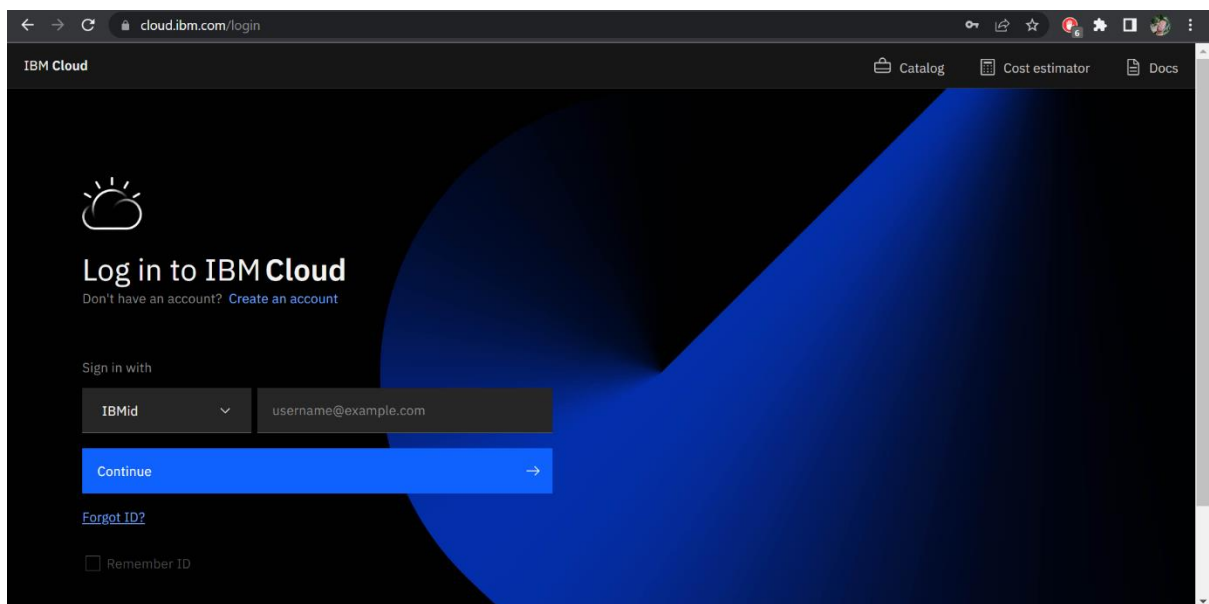 cloud.ibm.com/login
6
IBM Cloud
Catalog
Cost estimator
Docs
Log in to IBM Cloud
Don't have an account? Create an account
Sign in with
IBMid
username@example.com
Continue
Forgot ID?
Remember ID